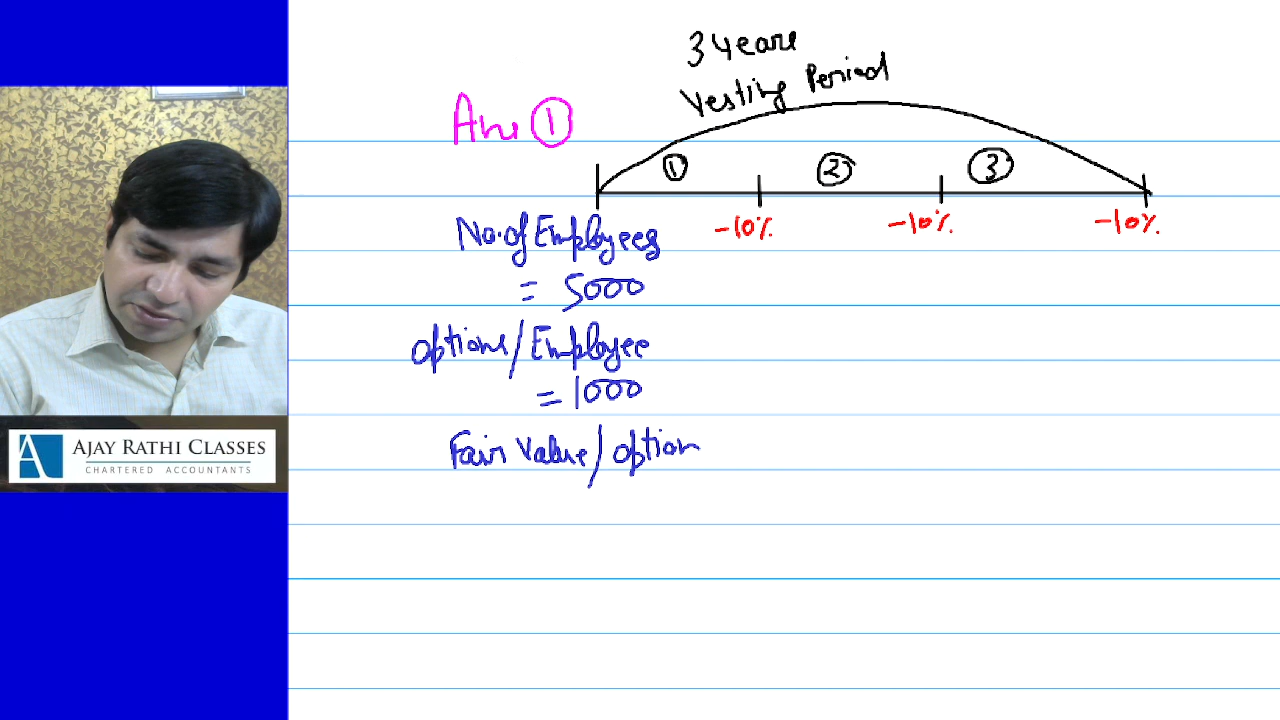 3 years
Vesting Period
Ans ①
① ② ③
-10% -10% -10%
No. of Employees
= 5000
Options/Employee
= 1000
Fair Value/option
AJAY RATHI CLASSES
CHARTERED ACCOUNTANTS